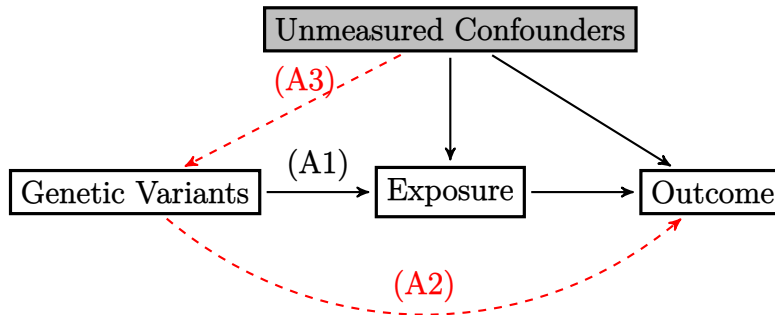 Unmeasured Confounders
(A3)
(A1)
Genetic Variants
Exposure
Outcome
(A2)